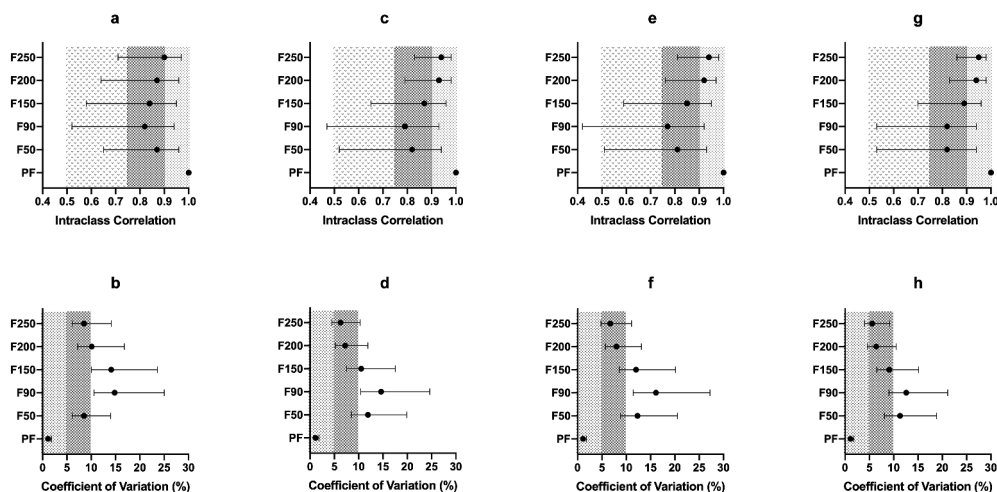 a
F250
F200
F150
F90
F50
PF
0.4 0.5 0.6 0.7 0.8 0.9 1.0
Intraclass Correlation
c
F250
F200
F150
F90
F50
PF
0.4 0.5 0.6 0.7 0.8 0.9 1.0
Intraclass Correlation
e
F250
F200
F150
F90
F50
PF
0.4 0.5 0.6 0.7 0.8 0.9 1.0
Intraclass Correlation
g
F250
F200
F150
F90
F50
PF
0.4 0.5 0.6 0.7 0.8 0.9 1.0
Intraclass Correlation
b
F250
F200
F150
F90
F50
PF
0 5 10 15 20 25 30
Coefficient of Variation (%)
d
F250
F200
F150
F90
F50
PF
0 5 10 15 20 25 30
Coefficient of Variation (%)
f
F250
F200
F150
F90
F50
PF
0 5 10 15 20 25 30
Coefficient of Variation (%)
h
F250
F200
F150
F90
F50
PF
0 5 10 15 20 25 30
Coefficient of Variation (%)